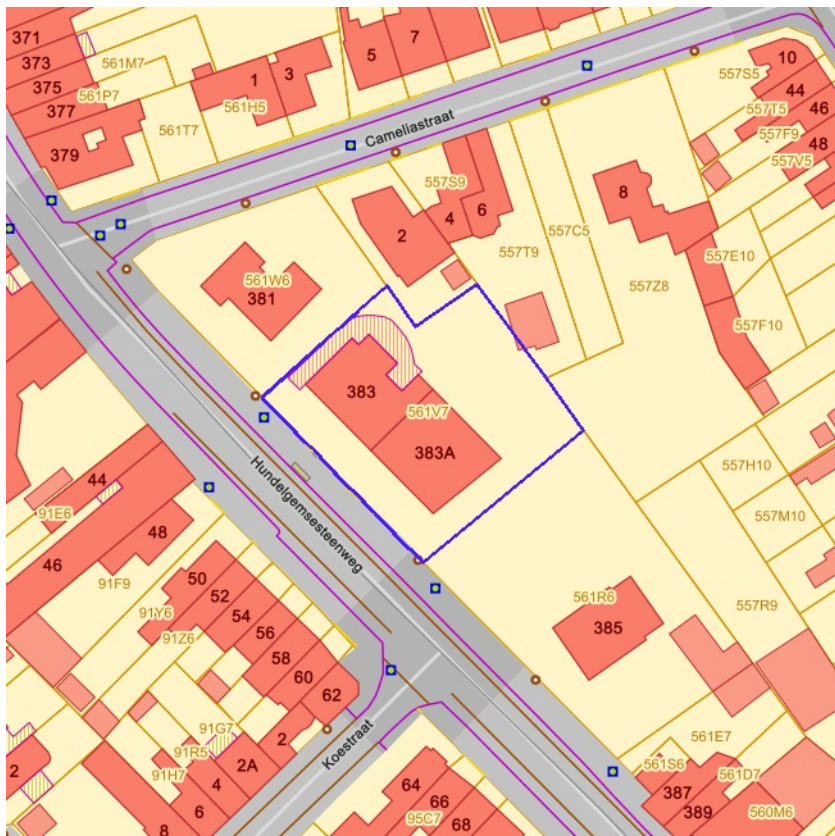 371
373
375
377
379
561M7
561P7
561T7
561H5
1
3
5
7
Cameliastraat
557S5
10
44
46
557T5
557F9
48
557V5
557S9
2
4
6
8
557T9
557C5
557Z8
557E10
557F10
561W6
381
383
561V7
383A
Hundelgemsesteenweg
44
91E6
48
46
91F9
50
52
54
56
58
60
62
91Y6
91Z6
557H10
557M10
557R9
561R6
385
91G7
91R5
91H7
2
2A
4
6
8
2
Koestraat
64
66
68
95C7
561E7
561S6
561D7
387
389
560M6